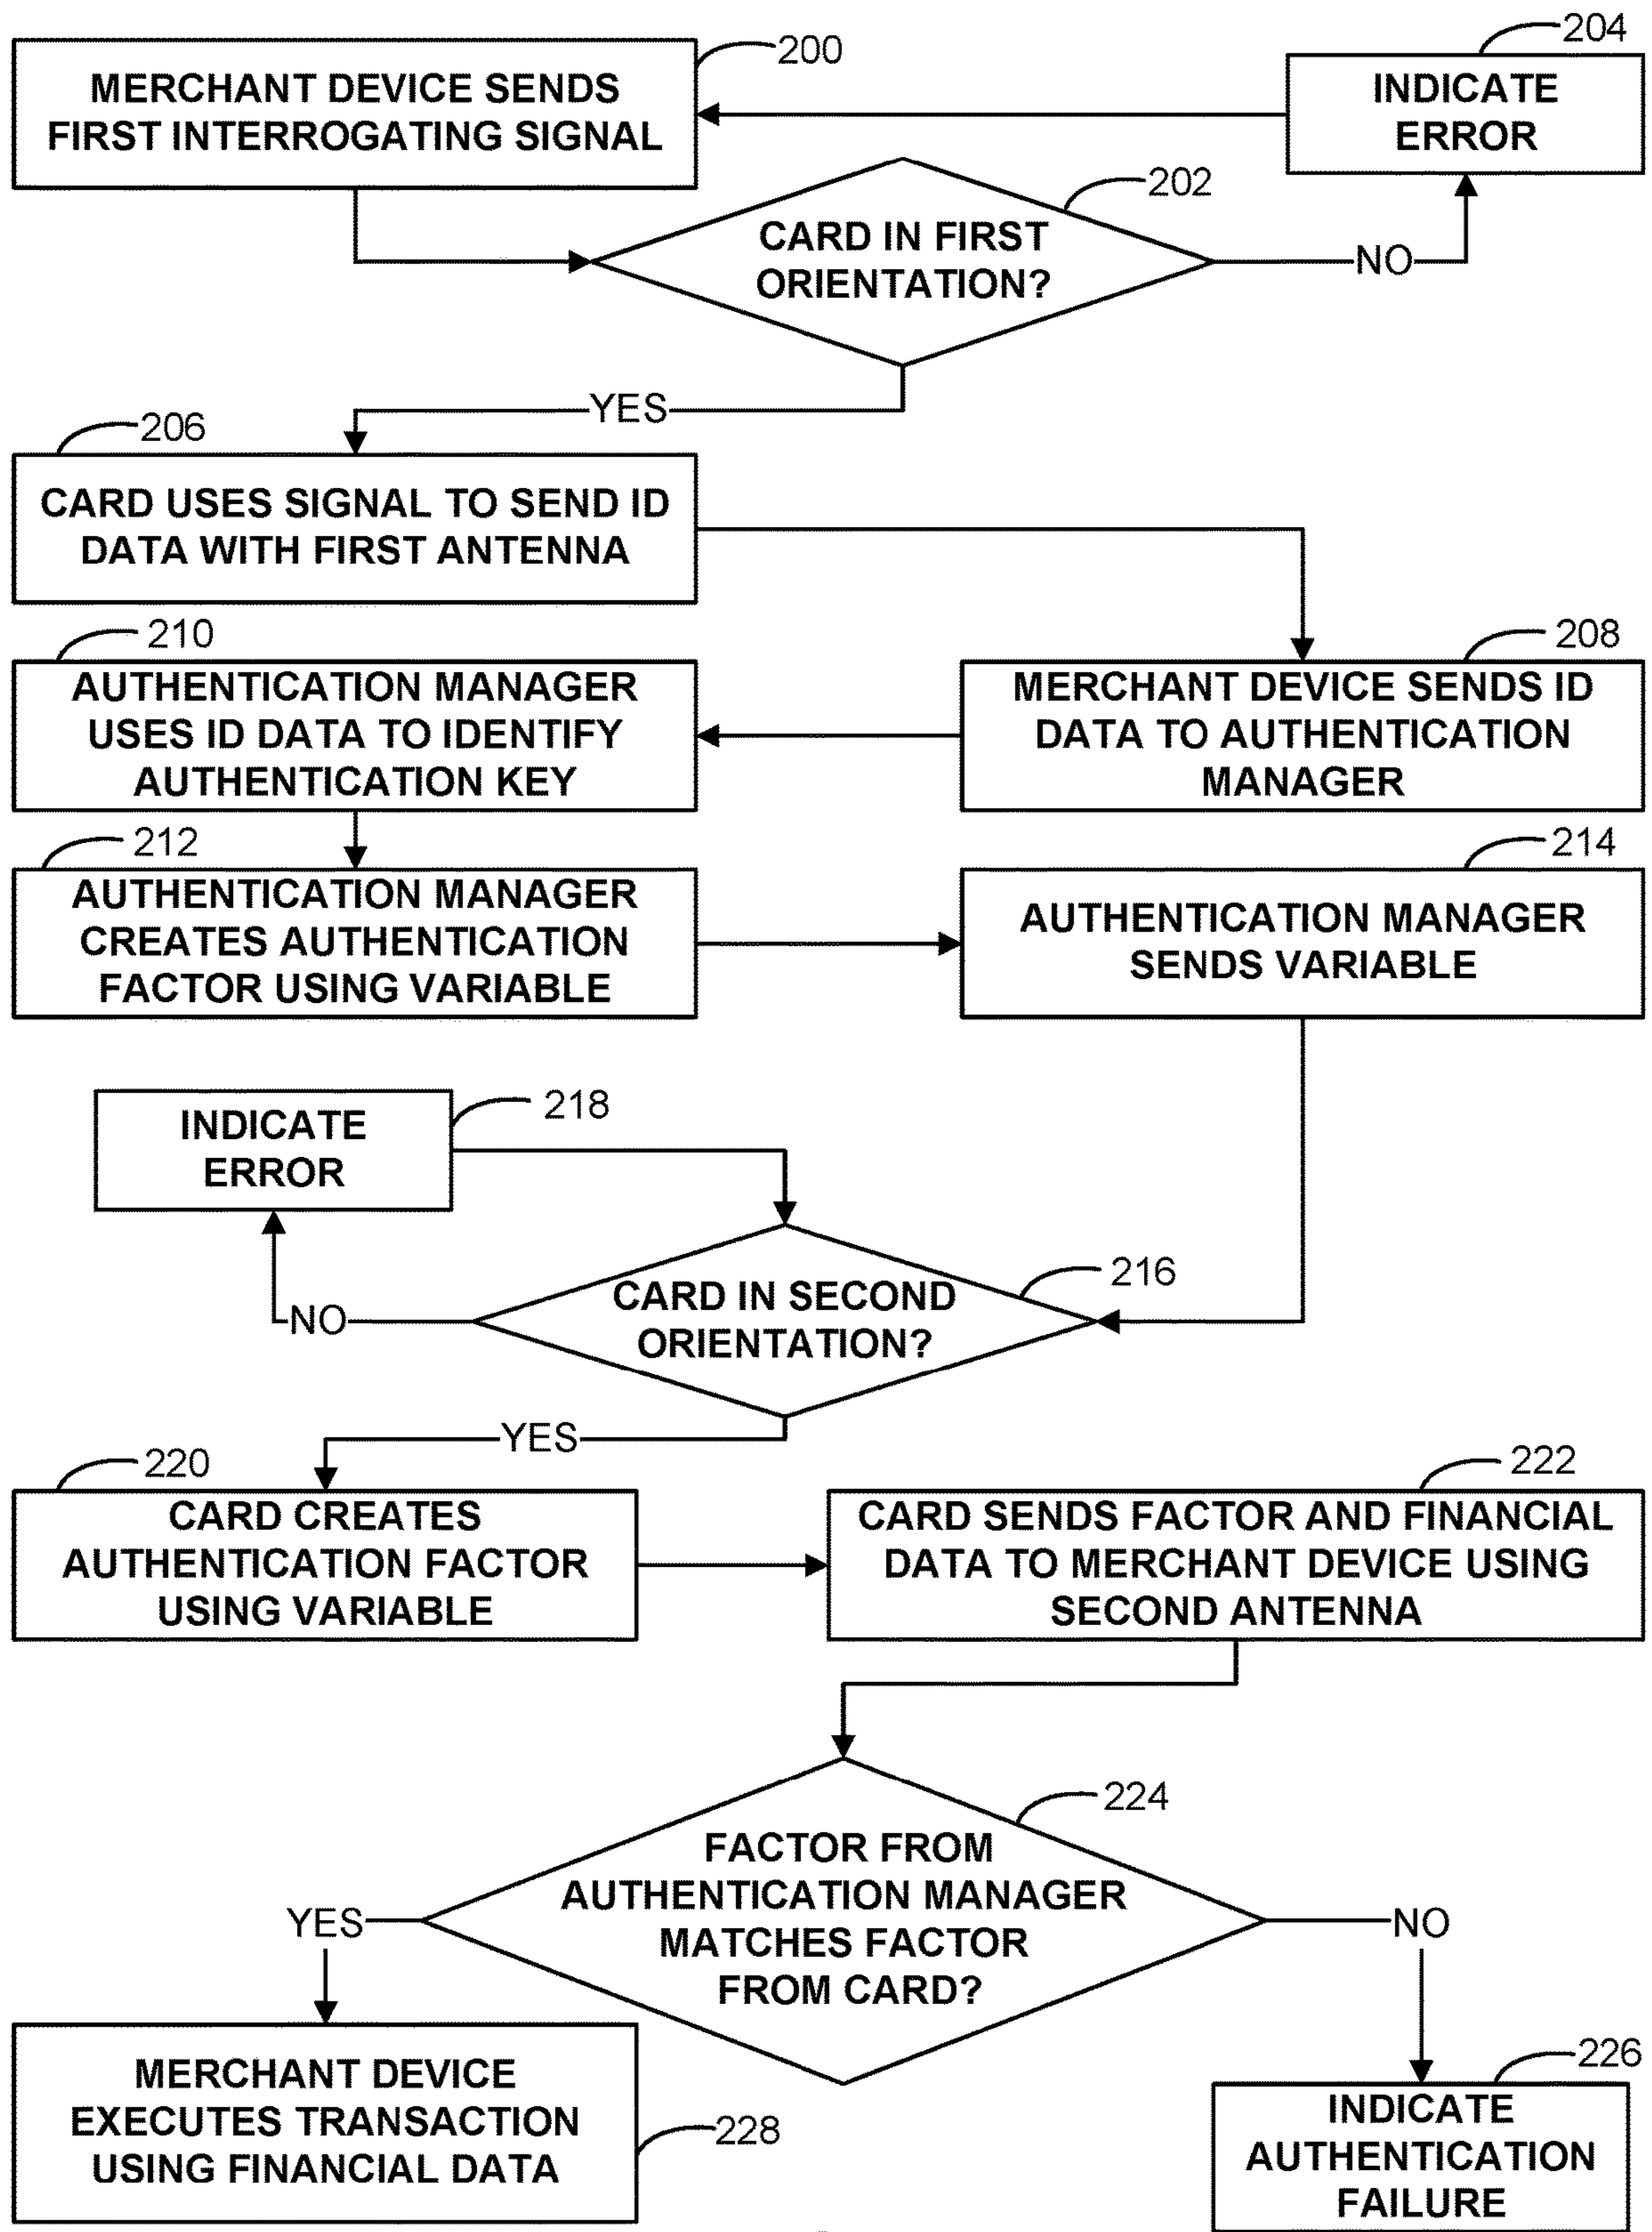 200
MERCHANT DEVICE SENDS
FIRST INTERROGATING SIGNAL
204
INDICATE
ERROR
202
CARD IN FIRST
ORIENTATION?
NO
YES
206
CARD USES SIGNAL TO SEND ID
DATA WITH FIRST ANTENNA
208
MERCHANT DEVICE SENDS ID
DATA TO AUTHENTICATION
MANAGER
210
AUTHENTICATION MANAGER
USES ID DATA TO IDENTIFY
AUTHENTICATION KEY
212
AUTHENTICATION MANAGER
CREATES AUTHENTICATION
FACTOR USING VARIABLE
214
AUTHENTICATION MANAGER
SENDS VARIABLE
218
INDICATE
ERROR
216
CARD IN SECOND
ORIENTATION?
NO
YES
220
CARD CREATES
AUTHENTICATION FACTOR
USING VARIABLE
222
CARD SENDS FACTOR AND FINANCIAL
DATA TO MERCHANT DEVICE USING
SECOND ANTENNA
224
FACTOR FROM
AUTHENTICATION MANAGER
MATCHES FACTOR
FROM CARD?
YES
NO
228
MERCHANT DEVICE
EXECUTES TRANSACTION
USING FINANCIAL DATA
226
INDICATE
AUTHENTICATION
FAILURE